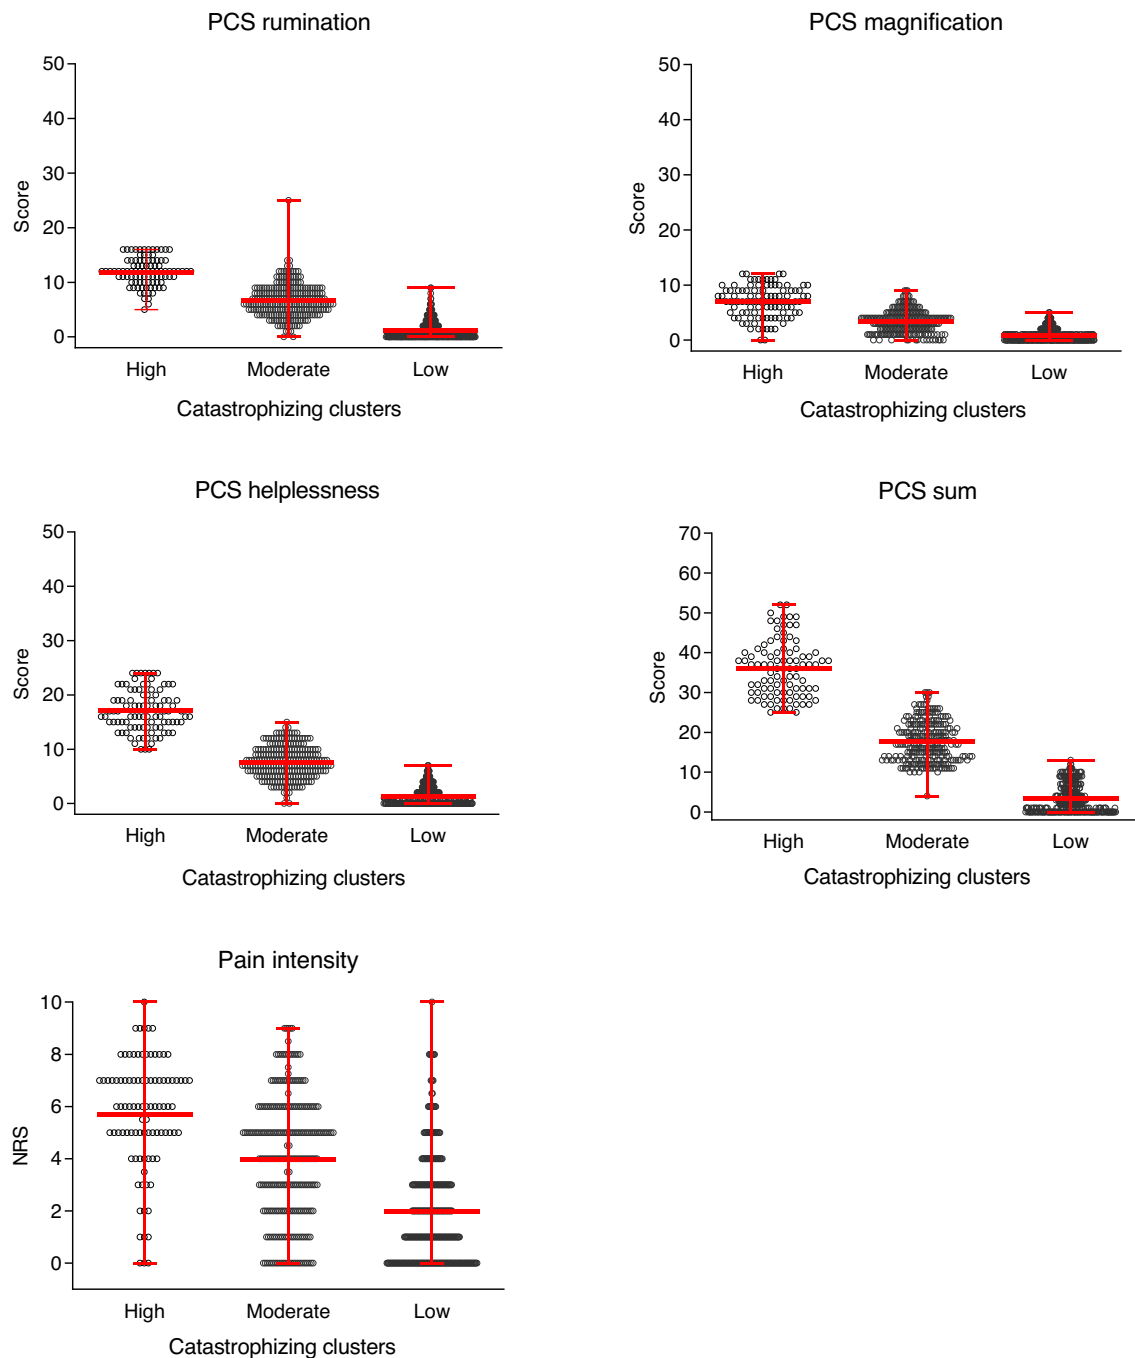 PCS rumination
50
40
30
20
10
0
Score
High Moderate Low
Catastrophizing clusters
PCS magnification
50
40
30
20
10
0
Score
High Moderate Low
Catastrophizing clusters
PCS helplessness
50
40
30
20
10
0
Score
High Moderate Low
Catastrophizing clusters
PCS sum
70
60
50
40
30
20
10
0
Score
High Moderate Low
Catastrophizing clusters
Pain intensity
10
8
6
4
2
0
NRS
High Moderate Low
Catastrophizing clusters